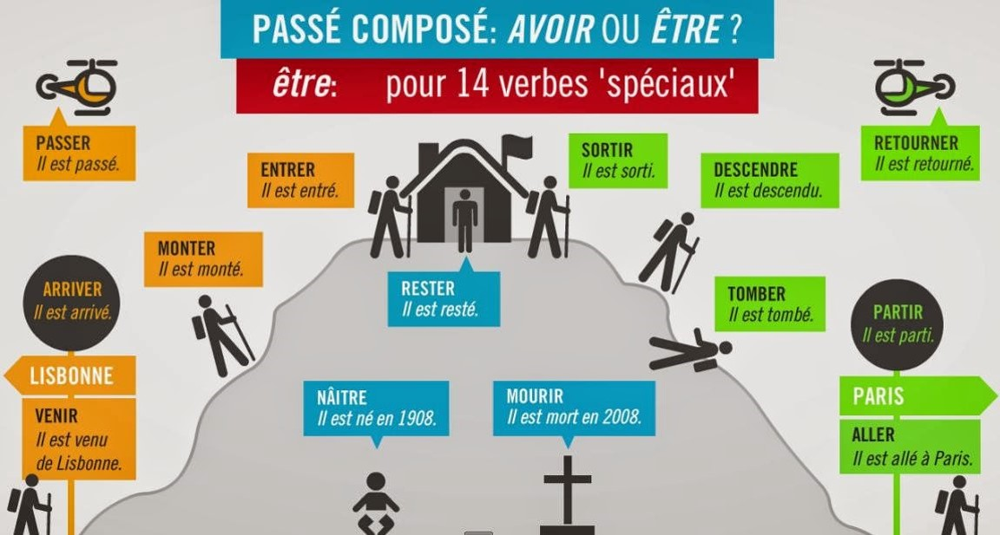 PASSÉ COMPOSÉ: AVOIR OU ÊTRE ?
être: pour 14 verbes 'spéciaux'
PASSER
Il est passé.
ENTRER
Il est entré.
SORTIR
Il est sorti.
DESCENDRE
Il est descendu.
RETOURNER
Il est retourné.
MONTER
Il est monté.
ARRIVER
Il est arrivé.
RESTER
Il est resté.
TOMBER
Il est tombé.
PARTIR
Il est parti.
LISBONNE
VENIR
Il est venu
de Lisbonne.
NÂITRE
Il est né en 1908.
MOURIR
Il est mort en 2008.
PARIS
ALLER
Il est allé à Paris.